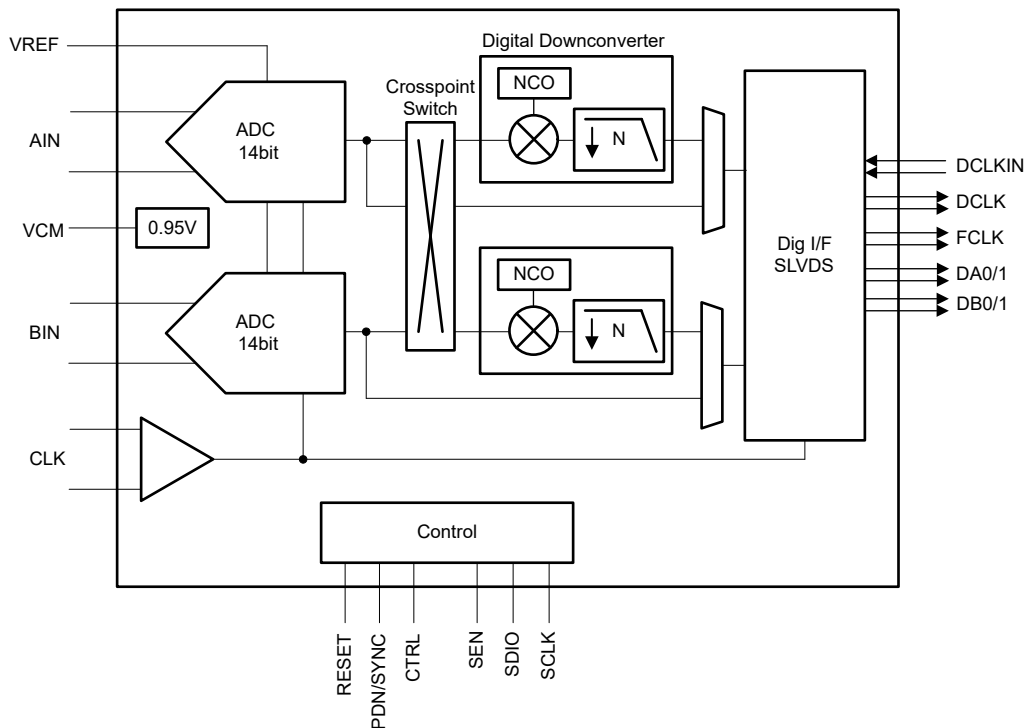 VREF
AIN
VCM
BIN
CLK
ADC
14bit
0.95V
ADC
14bit
Crosspoint
Switch
Digital Downconverter
NCO
N
NCO
N
Dig I/F
SLVDS
DCLKIN
DCLK
FCLK
DA0/1
DB0/1
Control
RESET
PDN/SYNC
CTRL
SEN
SDIO
SCLK